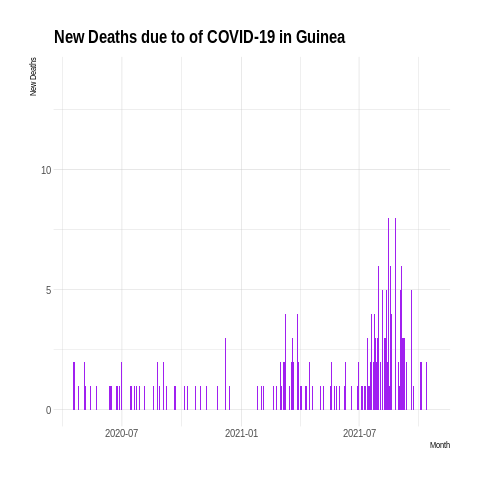 New Deaths due to of COVID-19 in Guinea
New Deaths
10
5
0
2020-07
2021-01
2021-07
Month